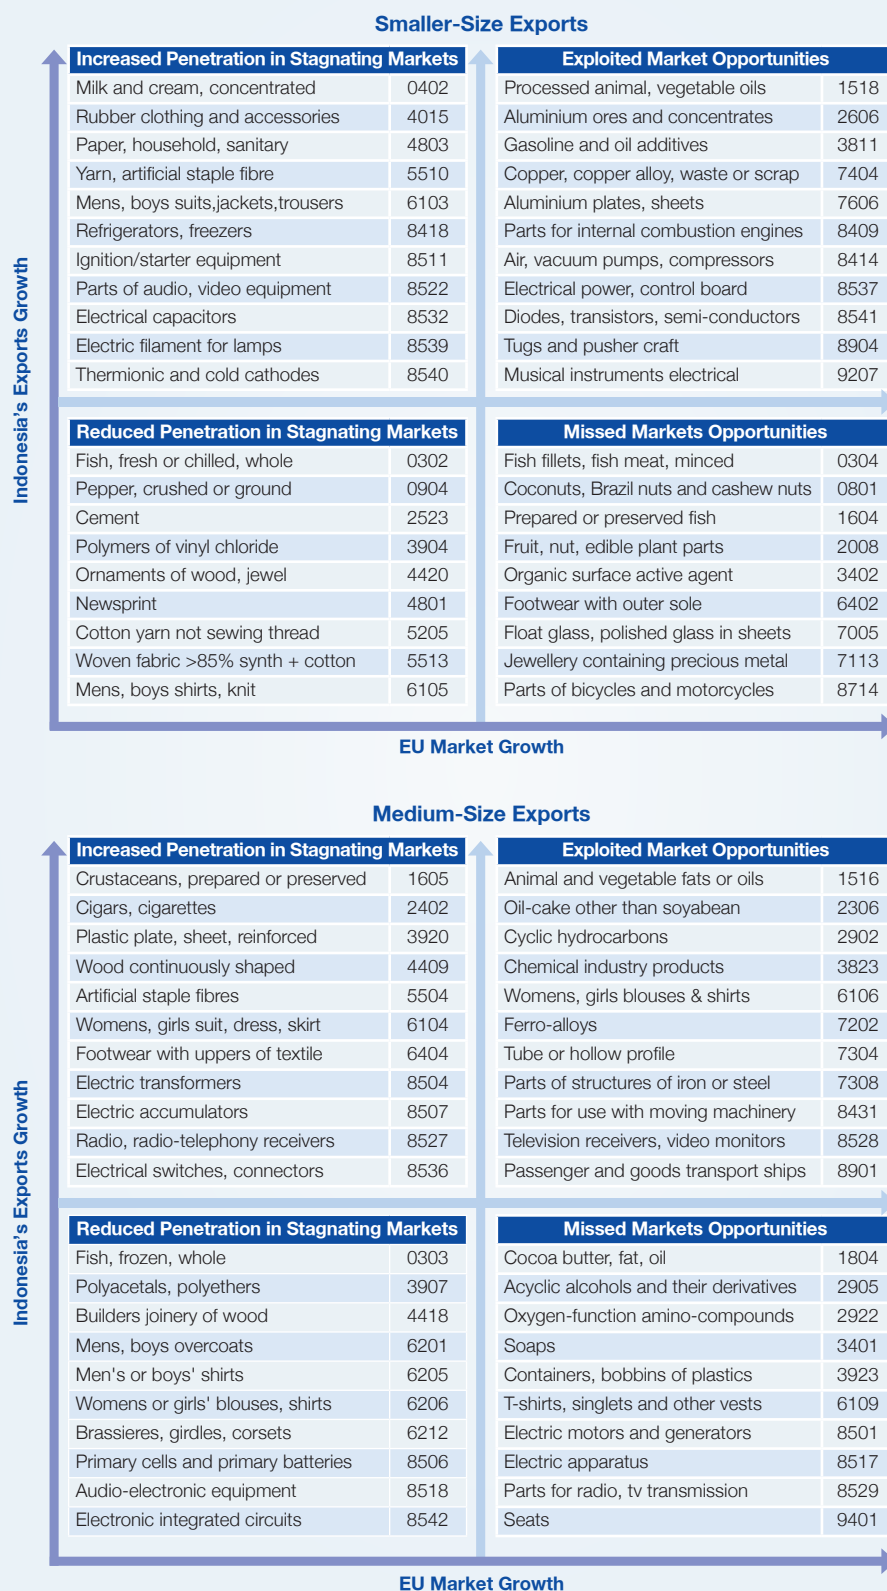 Smaller-Size Exports
Indonesia's Exports Growth
Increased Penetration in Stagnating Markets
Milk and cream, concentrated 0402
Rubber clothing and accessories 4015
Paper, household, sanitary 4803
Yarn, artificial staple fibre 5510
Mens, boys suits,jackets,trousers 6103
Refrigerators, freezers 8418
Ignition/starter equipment 8511
Parts of audio, video equipment 8522
Electrical capacitors 8532
Electric filament for lamps 8539
Thermionic and cold cathodes 8540
Exploited Market Opportunities
Processed animal, vegetable oils 1518
Aluminium ores and concentrates 2606
Gasoline and oil additives 3811
Copper, copper alloy, waste or scrap 7404
Aluminium plates, sheets 7606
Parts for internal combustion engines 8409
Air, vacuum pumps, compressors 8414
Electrical power, control board 8537
Diodes, transistors, semi-conductors 8541
Tugs and pusher craft 8904
Musical instruments electrical 9207
Reduced Penetration in Stagnating Markets
Fish, fresh or chilled, whole 0302
Pepper, crushed or ground 0904
Cement 2523
Polymers of vinyl chloride 3904
Ornaments of wood, jewel 4420
Newsprint 4801
Cotton yarn not sewing thread 5205
Woven fabric >85% synth + cotton 5513
Mens, boys shirts, knit 6105
Missed Markets Opportunities
Fish fillets, fish meat, minced 0304
Coconuts, Brazil nuts and cashew nuts 0801
Prepared or preserved fish 1604
Fruit, nut, edible plant parts 2008
Organic surface active agent 3402
Footwear with outer sole 6402
Float glass, polished glass in sheets 7005
Jewellery containing precious metal 7113
Parts of bicycles and motorcycles 8714
EU Market Growth
Medium-Size Exports
Indonesia's Exports Growth
Increased Penetration in Stagnating Markets
Crustaceans, prepared or preserved 1605
Cigars, cigarettes 2402
Plastic plate, sheet, reinforced 3920
Wood continuously shaped 4409
Artificial staple fibres 5504
Womens, girls suit, dress, skirt 6104
Footwear with uppers of textile 6404
Electric transformers 8504
Electric accumulators 8507
Radio, radio-telephony receivers 8527
Electrical switches, connectors 8536
Exploited Market Opportunities
Animal and vegetable fats or oils 1516
Oil-cake other than soyabean 2306
Cyclic hydrocarbons 2902
Chemical industry products 3823
Womens, girls blouses & shirts 6106
Ferro-alloys 7202
Tube or hollow profile 7304
Parts of structures of iron or steel 7308
Parts for use with moving machinery 8431
Television receivers, video monitors 8528
Passenger and goods transport ships 8901
Reduced Penetration in Stagnating Markets
Fish, frozen, whole 0303
Polyacetals, polyethers 3907
Builders joinery of wood 4418
Mens, boys overcoats 6201
Men's or boys' shirts 6205
Womens or girls' blouses, shirts 6206
Brassieres, girdles, corsets 6212
Primary cells and primary batteries 8506
Audio-electronic equipment 8518
Electronic integrated circuits 8542
Missed Markets Opportunities
Cocoa butter, fat, oil 1804
Acyclic alcohols and their derivatives 2905
Oxygen-function amino-compounds 2922
Soaps 3401
Containers, bobbins of plastics 3923
T-shirts, singlets and other vests 6109
Electric motors and generators 8501
Electric apparatus 8517
Parts for radio, tv transmission 8529
Seats 9401
EU Market Growth